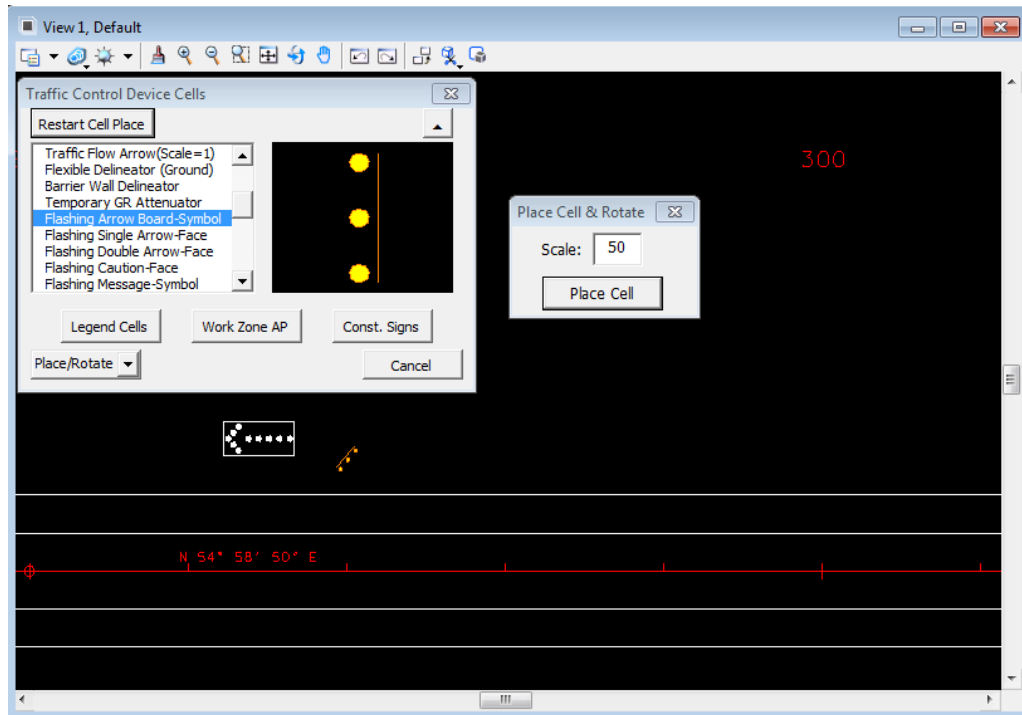 View 1, Default
Traffic Control Device Cells
Restart Cell Place
Traffic Flow Arrow(Scale=1)
Flexible Delineator (Ground)
Barrier Wall Delineator
Temporary GR Attenuator
Flashing Arrow Board-Symbol
Flashing Single Arrow-Face
Flashing Double Arrow-Face
Flashing Caution-Face
Flashing Message-Symbol
Legend Cells
Work Zone AP
Const. Signs
Place/Rotate
Cancel
300
Place Cell & Rotate
Scale: 50
Place Cell
N 54° 58' 50" E